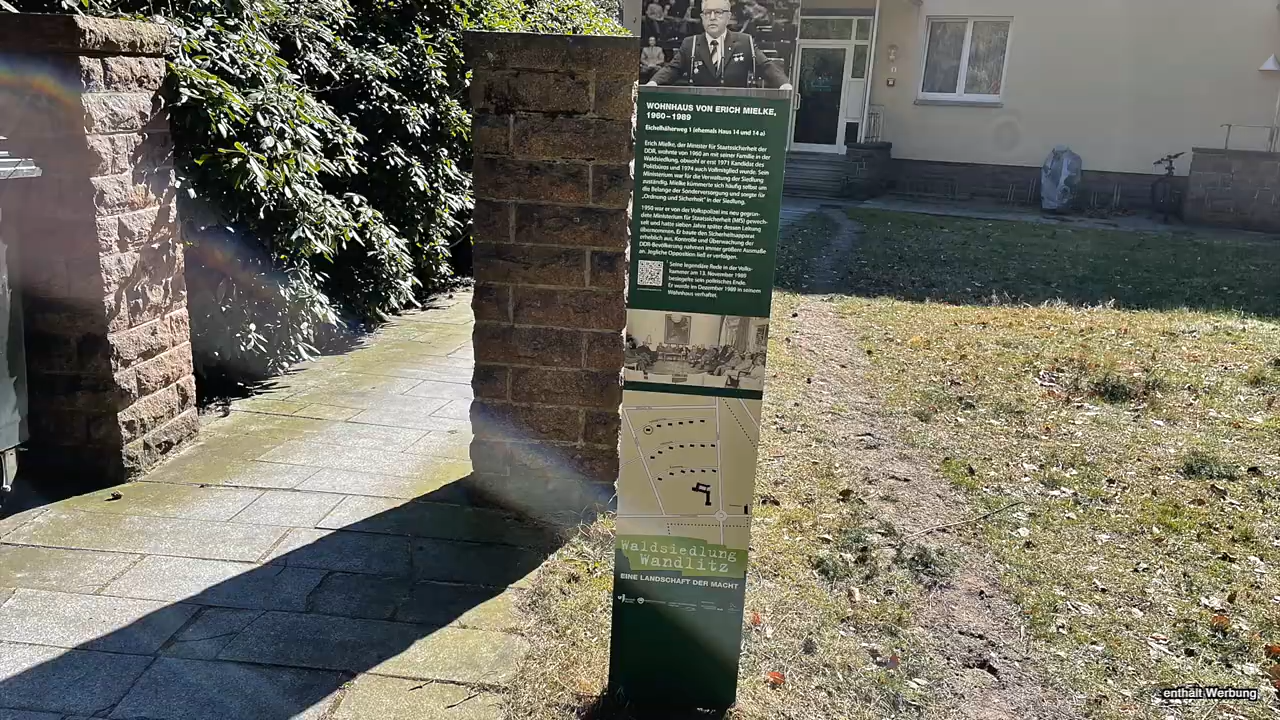 WOHNHAUS VON ERICH MIELKE,
1960–1989
Eichelhäherweg 1 (ehemals Haus 14 und 14 a)
Erich Mielke, der Minister für Staatssicherheit der
DDR, wohnte von 1960 an mit seiner Familie in der
Waldsiedlung, obwohl er erst 1971 Kandidat des
Politbüros und 1974 auch Vollmitglied wurde. Sein
Ministerium war für die Verwaltung der Siedlung
zuständig. Mielke kümmerte sich häufig selbst um
die Belange der Sonderversorgung und sorgte für
„Ordnung und Sicherheit" in der Siedlung.
1950 war er von der Volkspolizei ins neu gegrün-
dete Ministerium für Staatssicherheit (MfS) gewech-
selt und hatte sieben Jahre später dessen Leitung
übernommen. Er baute den Sicherheitsapparat
erheblich aus. Kontrolle und Überwachung der
DDR-Bevölkerung nahmen immer größere Ausmaße
an. Jegliche Opposition ließ er verfolgen.
Seine legendäre Rede in der Volks-
kammer am 13. November 1989
besiegelte sein politisches Ende.
Er wurde im Dezember 1989 in seinem
Wohnhaus verhaftet.
Waldsiedlung
Wandlitz
EINE LANDSCHAFT DER MACHT
enthält Werbung